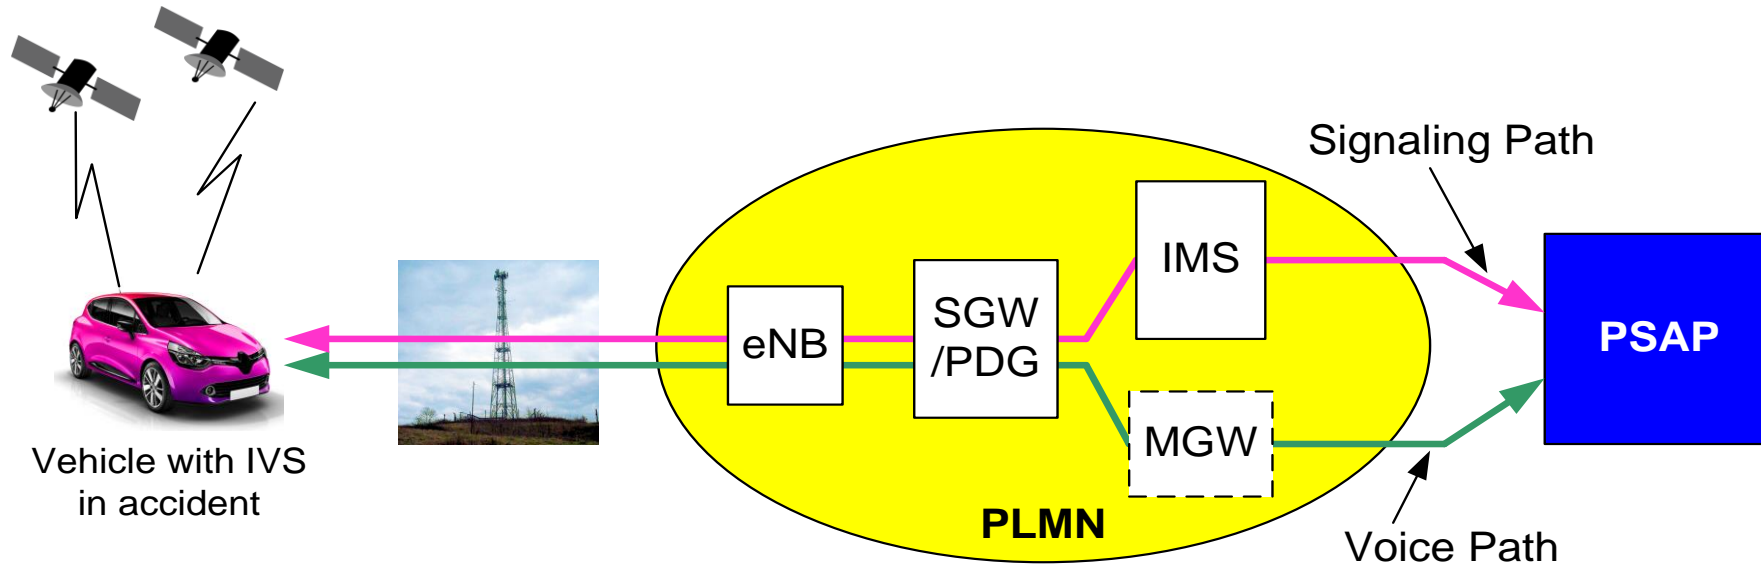 Signaling Path
IMS
SGW
/PDG
eNB
PSAP
MGW
Vehicle with IVS
in accident
PLMN
Voice Path